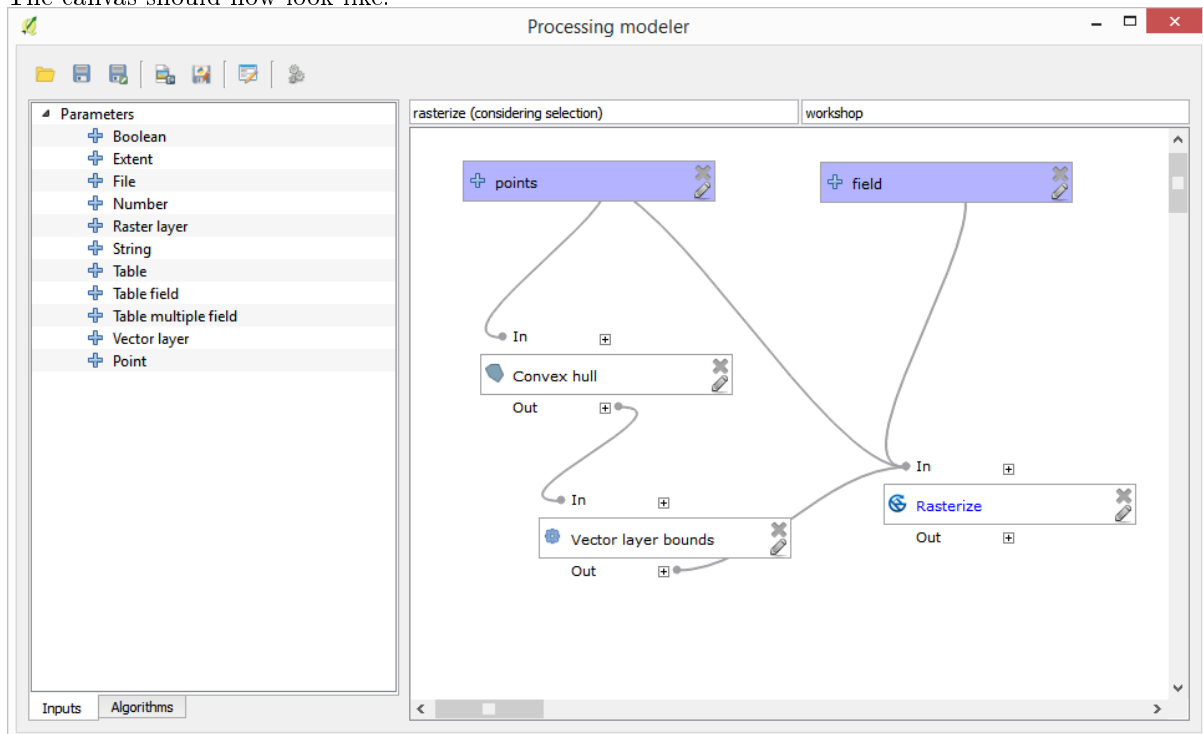 The canvas should now look like:
Processing modeler
Parameters
Boolean
Extent
File
Number
Raster layer
String
Table
Table field
Table multiple field
Vector layer
Point
Inputs
Algorithms
rasterize (considering selection)
workshop
points
field
In
Convex hull
Out
In
Rasterize
Out
In
Vector layer bounds
Out